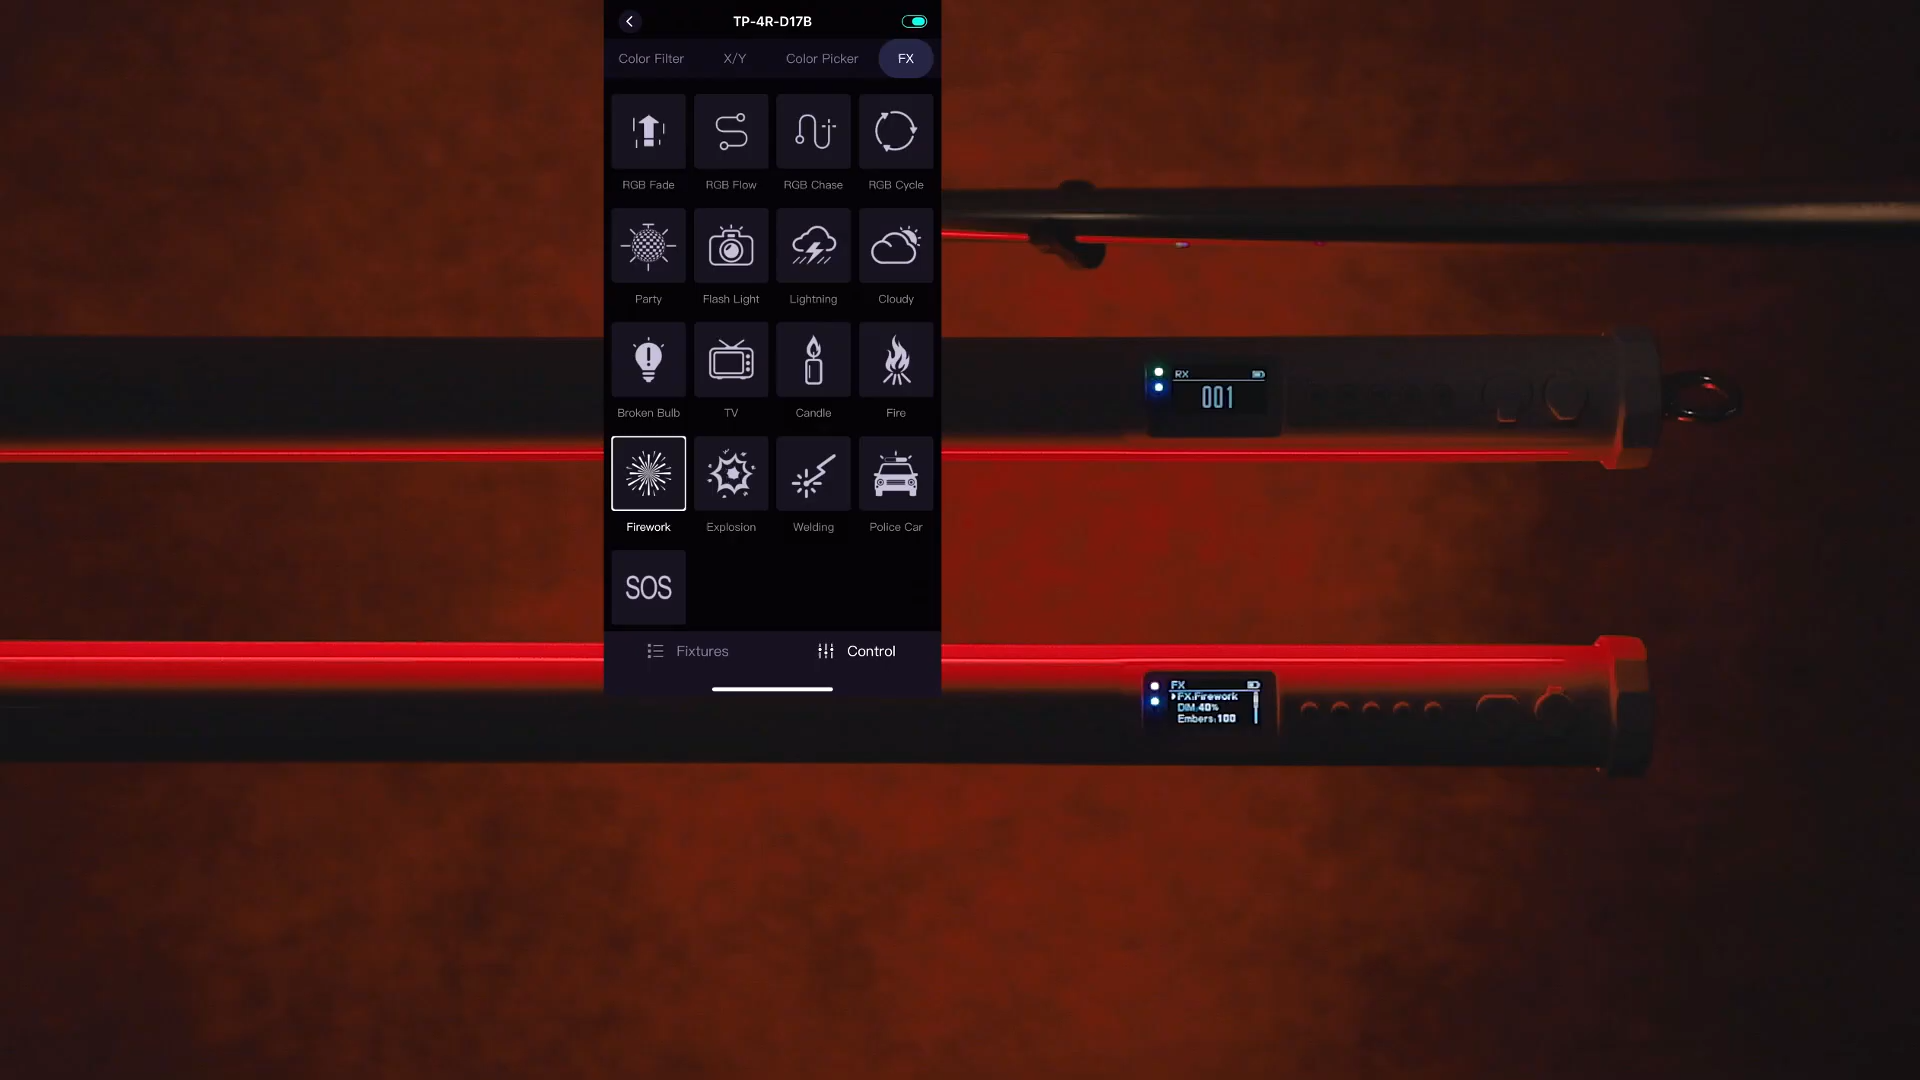 TP-4R-D17B
Color Filter X/Y Color Picker FX
RGB Fade RGB Flow RGB Chase RGB Cycle
Party Flash Light Lightning Cloudy
Broken Bulb TV Candle Fire
Firework Explosion Welding Police Car
SOS
Fixtures Control
RX
001
FX
FX:Firework
DIM:40%
Embers:100